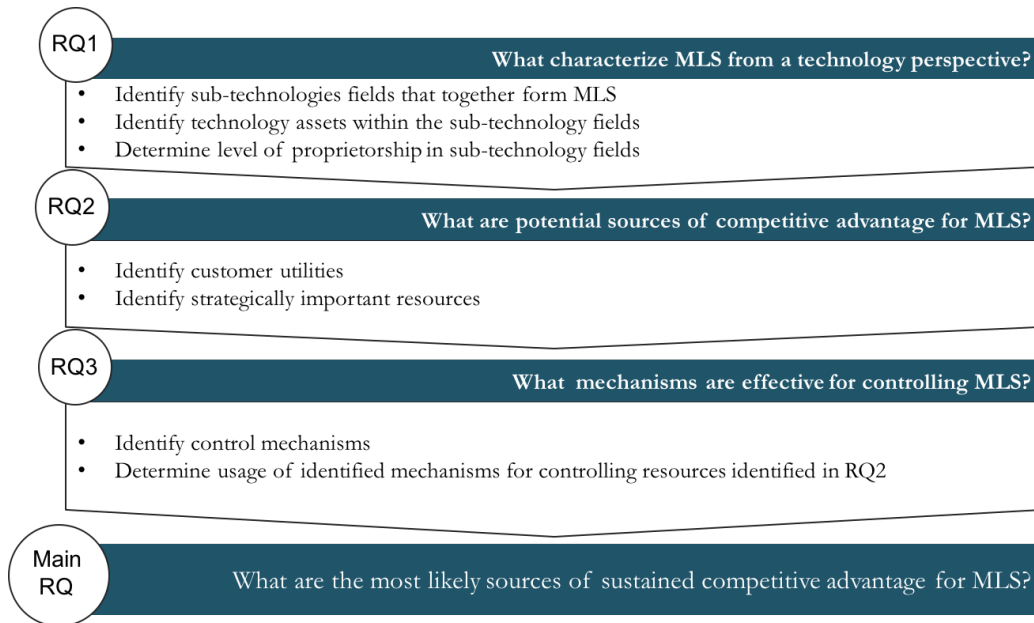 RQ1
What characterize MLS from a technology perspective?
• Identify sub-technologies fields that together form MLS
• Identify technology assets within the sub-technology fields
• Determine level of proprietorship in sub-technology fields
RQ2
What are potential sources of competitive advantage for MLS?
• Identify customer utilities
• Identify strategically important resources
RQ3
What mechanisms are effective for controlling MLS?
• Identify control mechanisms
• Determine usage of identified mechanisms for controlling resources identified in RQ2
Main
RQ
What are the most likely sources of sustained competitive advantage for MLS?